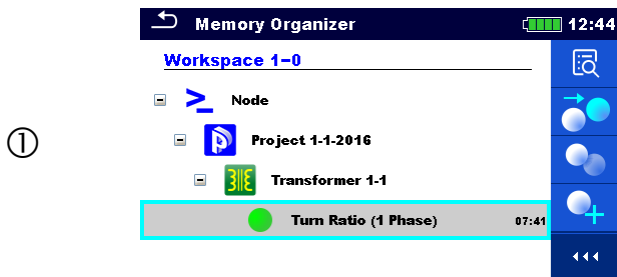 Memory Organizer 12:44
Workspace 1-0
Node
Project 1-1-2016
①
Transformer 1-1
Turn Ratio (1 Phase) 07:41